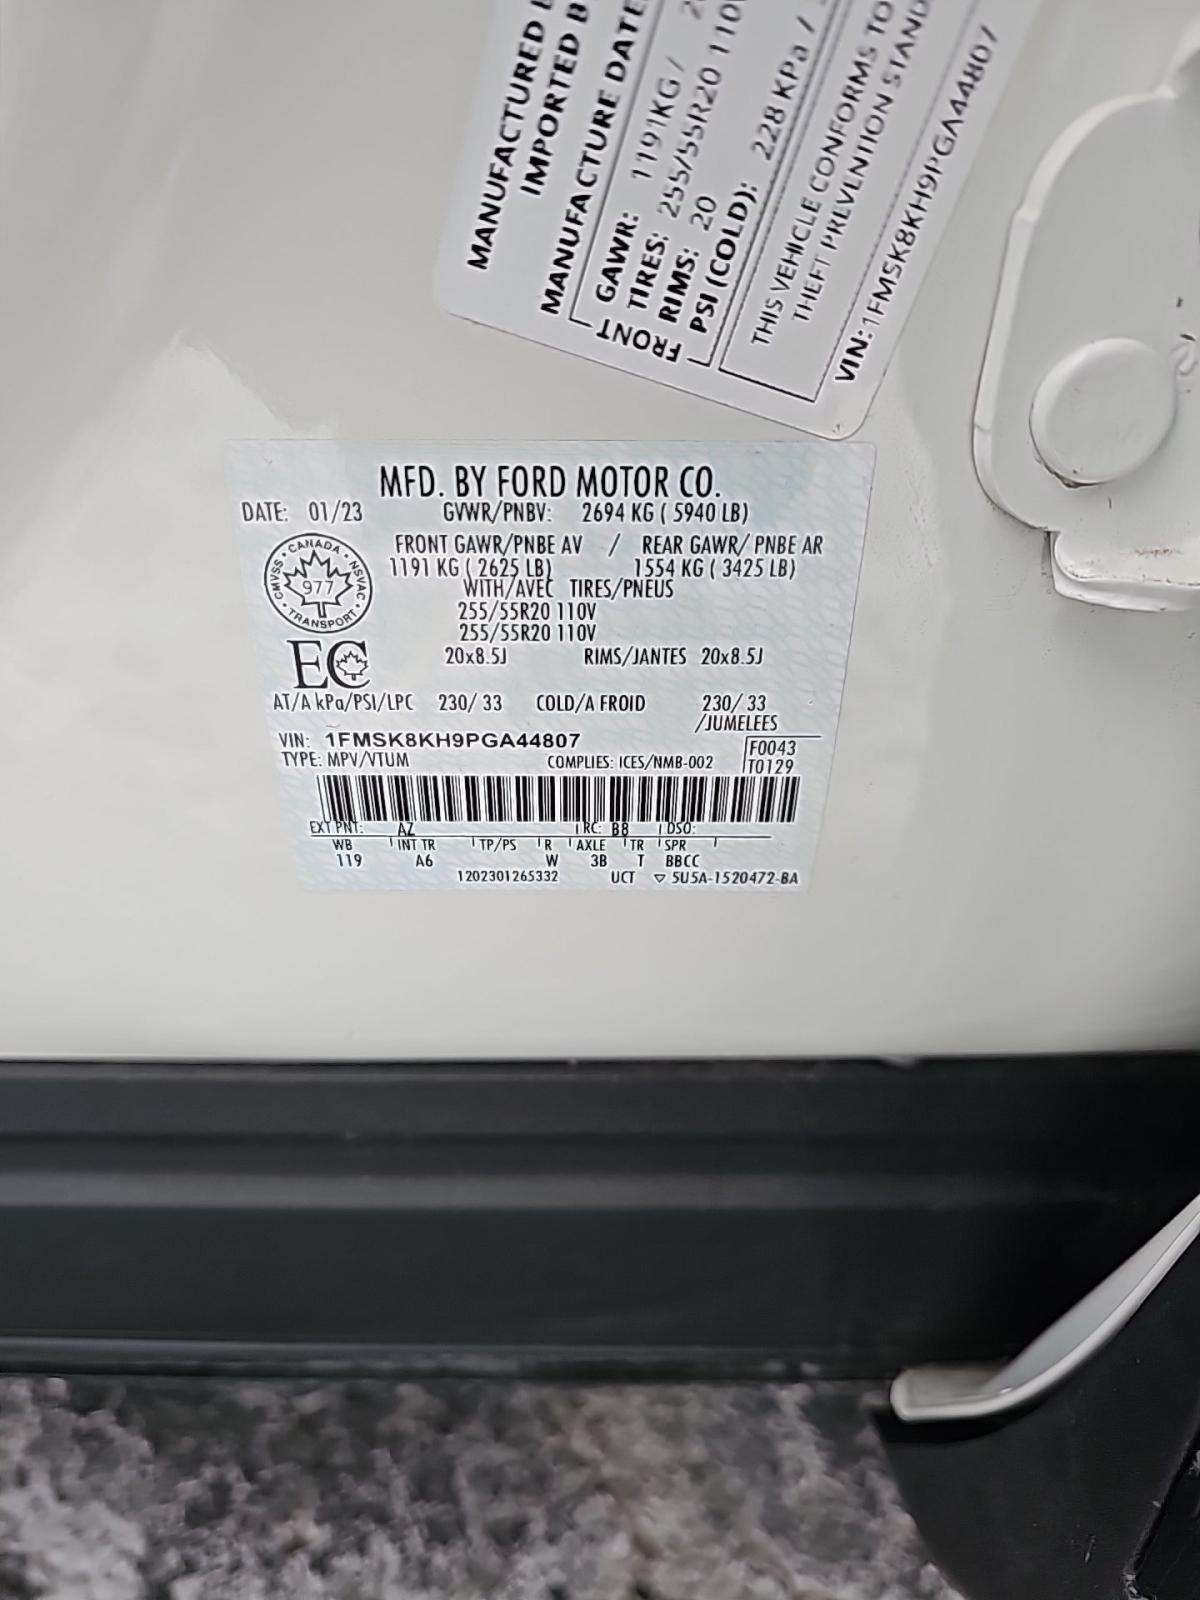 MANUFACTURED
IMPORTED
MANUFACTURE DATE
FRONT
GAWR: 1191KG /
TIRES: 255/55R20 110V
RIMS: 20
PSI (COLD): 228 KPa /
THIS VEHICLE CONFORMS TO
THEFT PREVENTION
VIN: 1FMSK8KH9PGA44807
MFD. BY FORD MOTOR CO.
DATE: 01/23 GVWR/PNBV: 2694 KG ( 5940 LB)
FRONT GAWR/PNBE AV / REAR GAWR/ PNBE AR
1191 KG ( 2625 LB) 1554 KG ( 3425 LB)
WITH/AVEC TIRES/PNEUS
255/55R20 110V
255/55R20 110V
20x8.5J RIMS/JANTES 20x8.5J
CANADA
CMVSS NSVAC
977
TRANSPORT
EC
AT/A kPa/PSI/LPC 230/ 33 COLD/A FROID 230/ 33
/JUMELEES
VIN: 1FMSK8KH9PGA44807
F0043
TYPE: MPV/VTUM COMPLIES: ICES/NMB-002 T0129
EXT PNT: AZ RC: B8 DSO:
WB INT TR TP/PS R AXLE TR SPR
119 A6 W 3B T BBCC
1202301265332 UCT ▽ 5U5A-1520472-BA